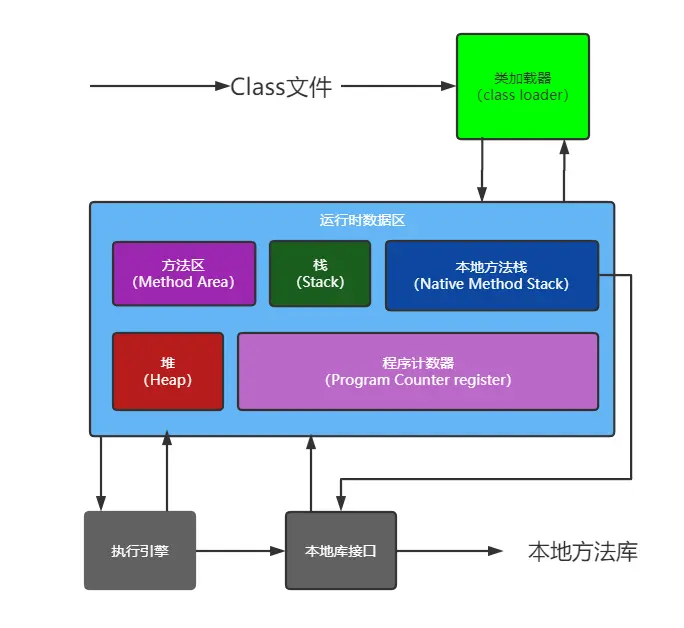 Class文件
类加载器
（class loader）
运行时数据区
方法区
（Method Area）
栈
（Stack）
本地方法栈
（Native Method Stack）
堆
（Heap）
程序计数器
（Program Counter register）
执行引擎
本地库接口
本地方法库